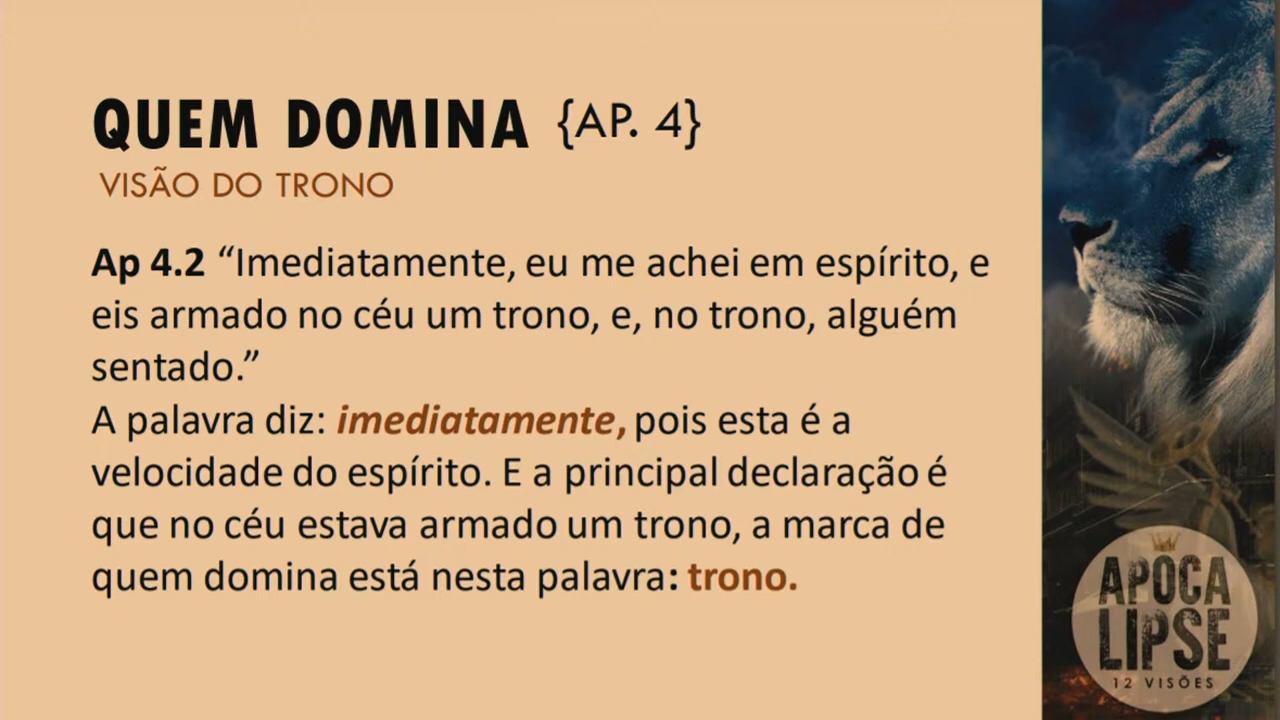 QUEM DOMINA {AP. 4}
VISÃO DO TRONO
Ap 4.2 “Imediatamente, eu me achei em espírito, e
eis armado no céu um trono, e, no trono, alguém
sentado.”
A palavra diz: imediatamente, pois esta é a
velocidade do espírito. E a principal declaração é
que no céu estava armado um trono, a marca de
quem domina está nesta palavra: trono.
APOCA
LIPSE
12 VISÕES